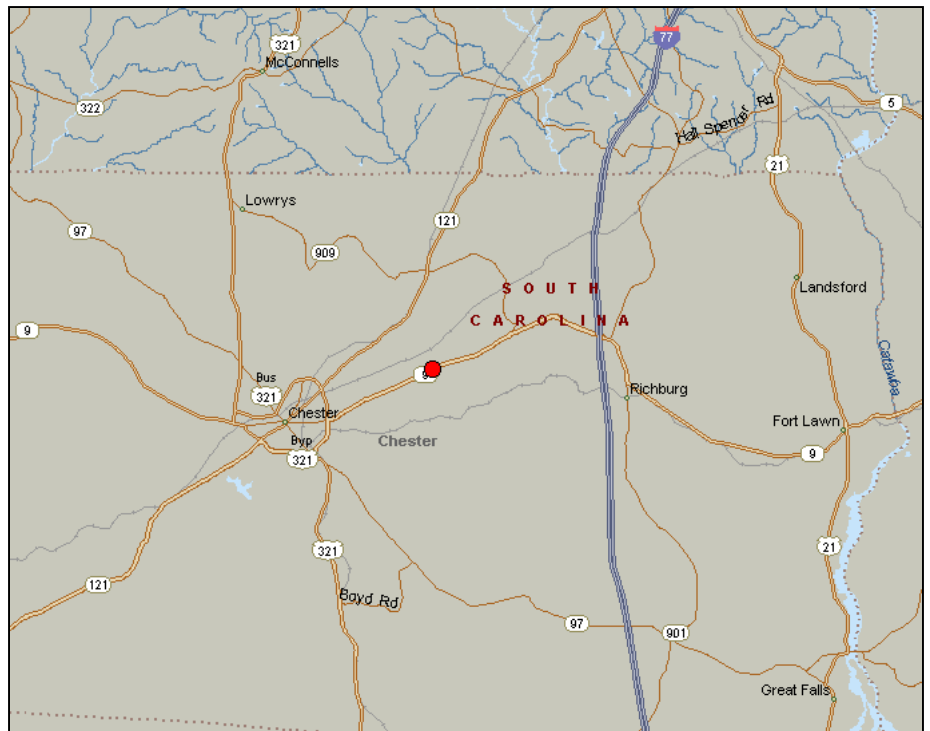 321
77
McConnells
322
5
Hall Spencer Rd
21
Lowrys
97
121
909
SOUTH
Landsford
CAROLINA
9
Catawba
9
Bus
321
Richburg
Chester
Fort Lawn
Byp
Chester
321
9
321
21
121
Boyd Rd
97
901
Great Falls